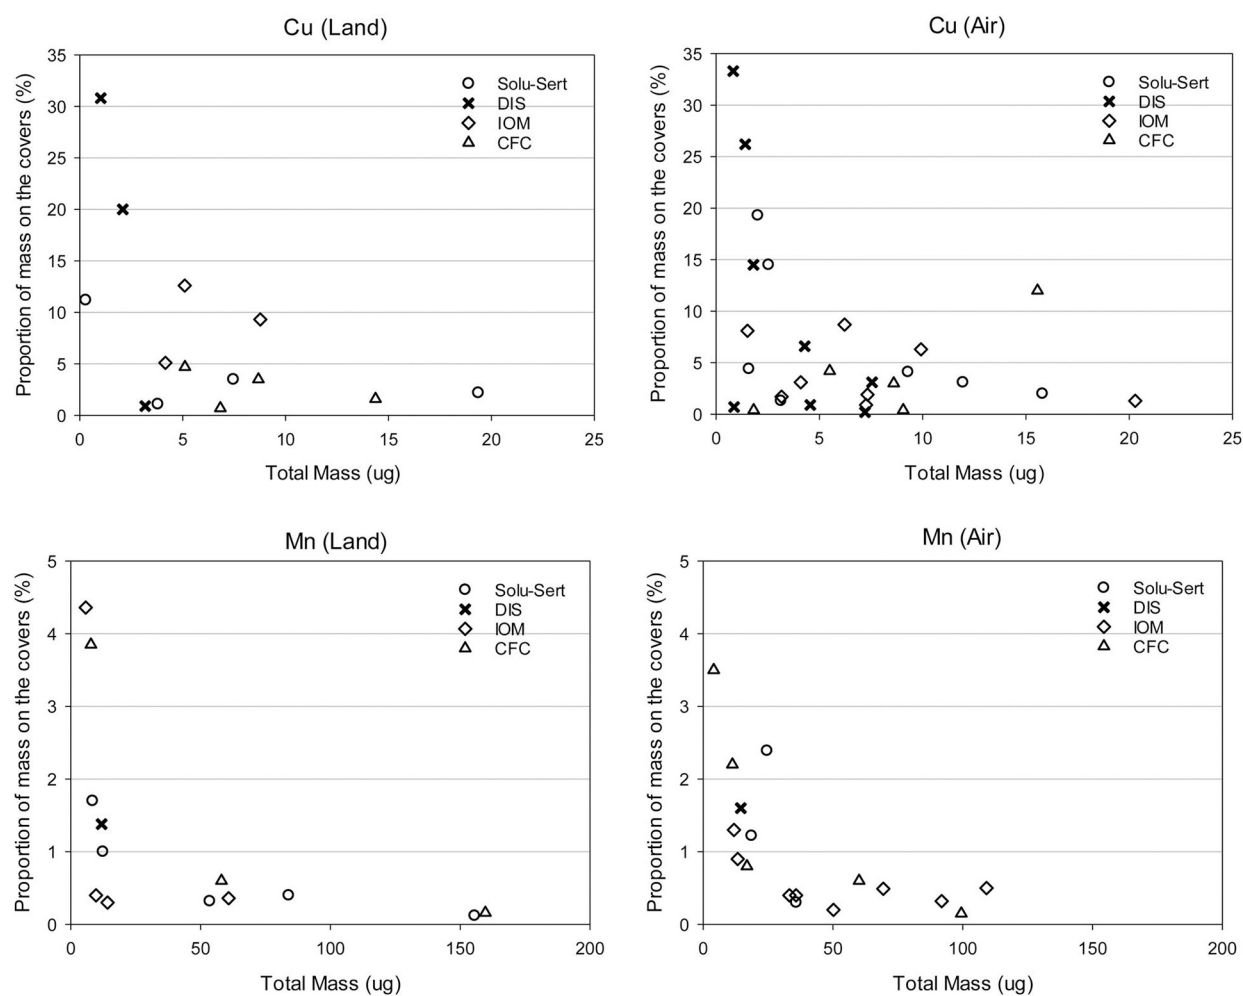 Cu (Land)
Proportion of mass on the covers (%)
35
30
25
20
15
10
5
0
Solu-Sert
DIS
IOM
CFC
0 5 10 15 20 25
Total Mass (ug)
Cu (Air)
Proportion of mass on the covers (%)
35
30
25
20
15
10
5
0
Solu-Sert
DIS
IOM
CFC
0 5 10 15 20 25
Total Mass (ug)
Mn (Land)
Proportion of mass on the covers (%)
5
4
3
2
1
0
Solu-Sert
DIS
IOM
CFC
0 50 100 150 200
Total Mass (ug)
Mn (Air)
Proportion of mass on the covers (%)
5
4
3
2
1
0
Solu-Sert
DIS
IOM
CFC
0 50 100 150 200
Total Mass (ug)